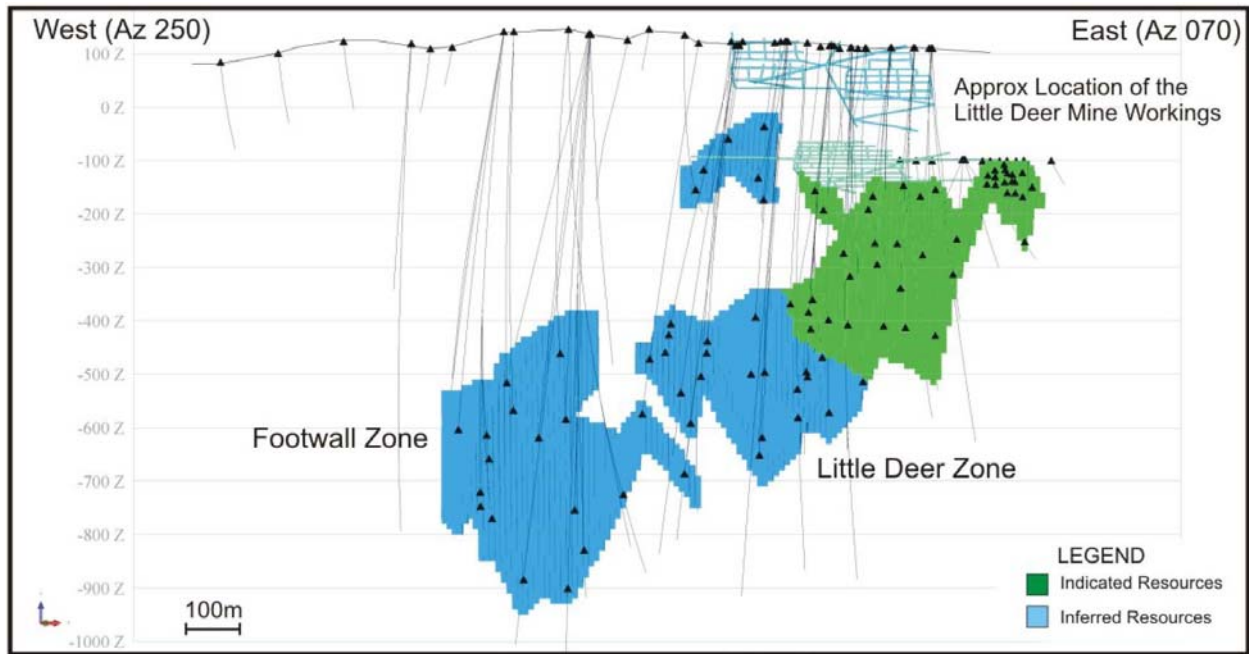 West (Az 250)
East (Az 070)
100 Z
0 Z
-100 Z
-200 Z
-300 Z
-400 Z
-500 Z
-600 Z
-700 Z
-800 Z
-900 Z
-1000 Z
Approx Location of the
Little Deer Mine Workings
Footwall Zone
Little Deer Zone
LEGEND
Indicated Resources
Inferred Resources
100m